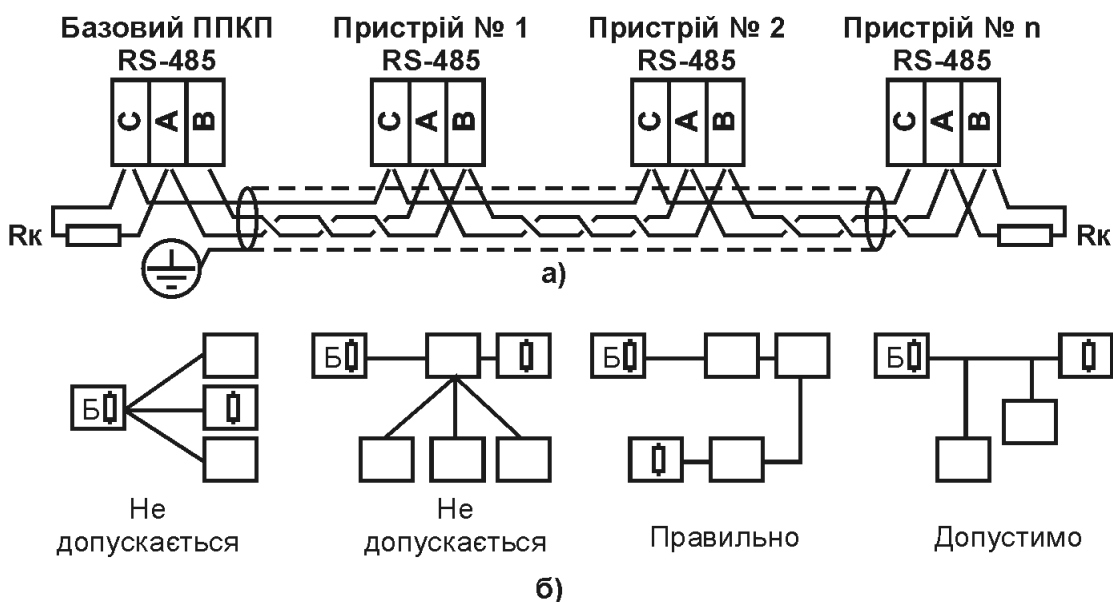 Базовий ППКП Пристрій № 1 Пристрій № 2 Пристрій № n
RS-485 RS-485 RS-485 RS-485
С А В С А В С А В С А В
Rк Rк
а)
Б Б Б Б
Не Не
допускається допускається Правильно Допустимо
б)